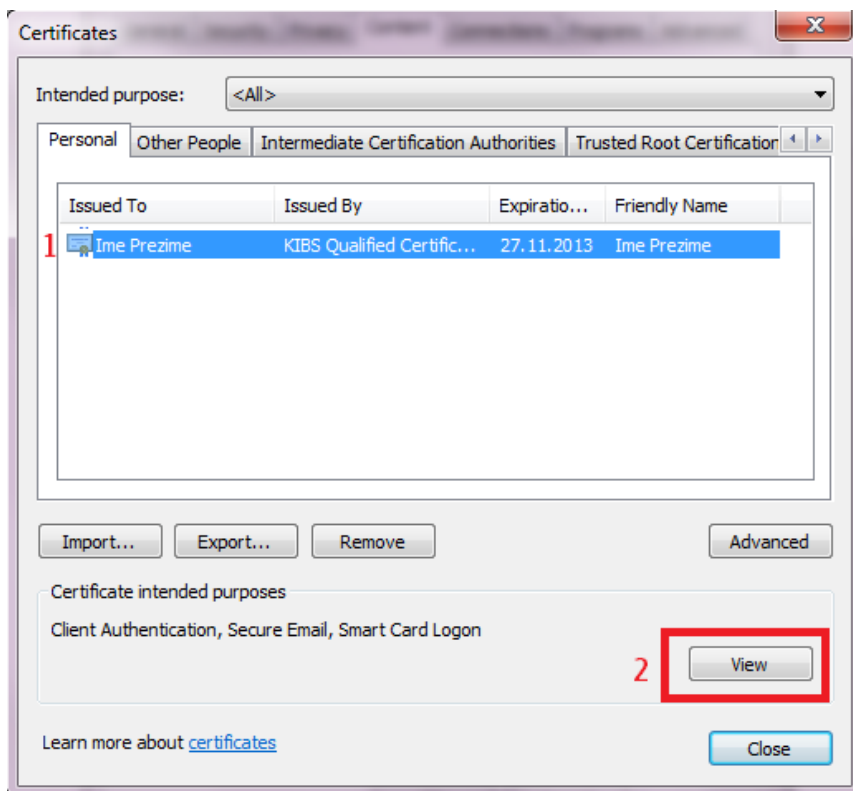 Certificates
Intended purpose: <All>
Personal Other People Intermediate Certification Authorities Trusted Root Certification
Issued To Issued By Expiratio... Friendly Name
1 Ime Prezime KIBS Qualified Certific... 27.11.2013 Ime Prezime
Import... Export... Remove Advanced
Certificate intended purposes
Client Authentication, Secure Email, Smart Card Logon
2 View
Learn more about certificates
Close